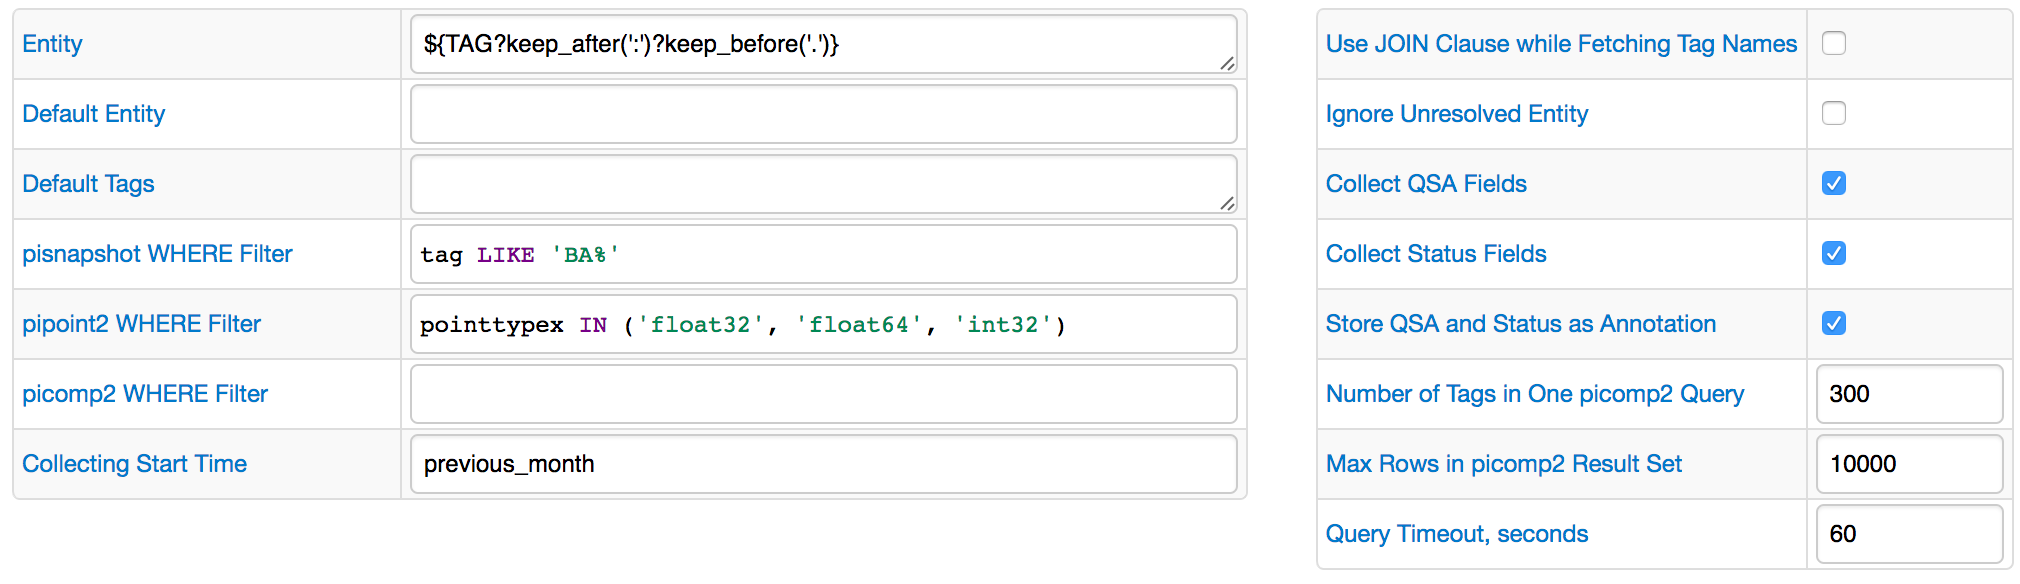 Entity
${TAG?keep_after(':')?keep_before('.')}
Default Entity
Default Tags
pisnapshot WHERE Filter
tag LIKE 'BA%'
pipoint2 WHERE Filter
pointtypex IN ('float32', 'float64', 'int32')
picomp2 WHERE Filter
Collecting Start Time
previous_month
Use JOIN Clause while Fetching Tag Names
Ignore Unresolved Entity
Collect QSA Fields
Collect Status Fields
Store QSA and Status as Annotation
Number of Tags in One picomp2 Query
300
Max Rows in picomp2 Result Set
10000
Query Timeout, seconds
60